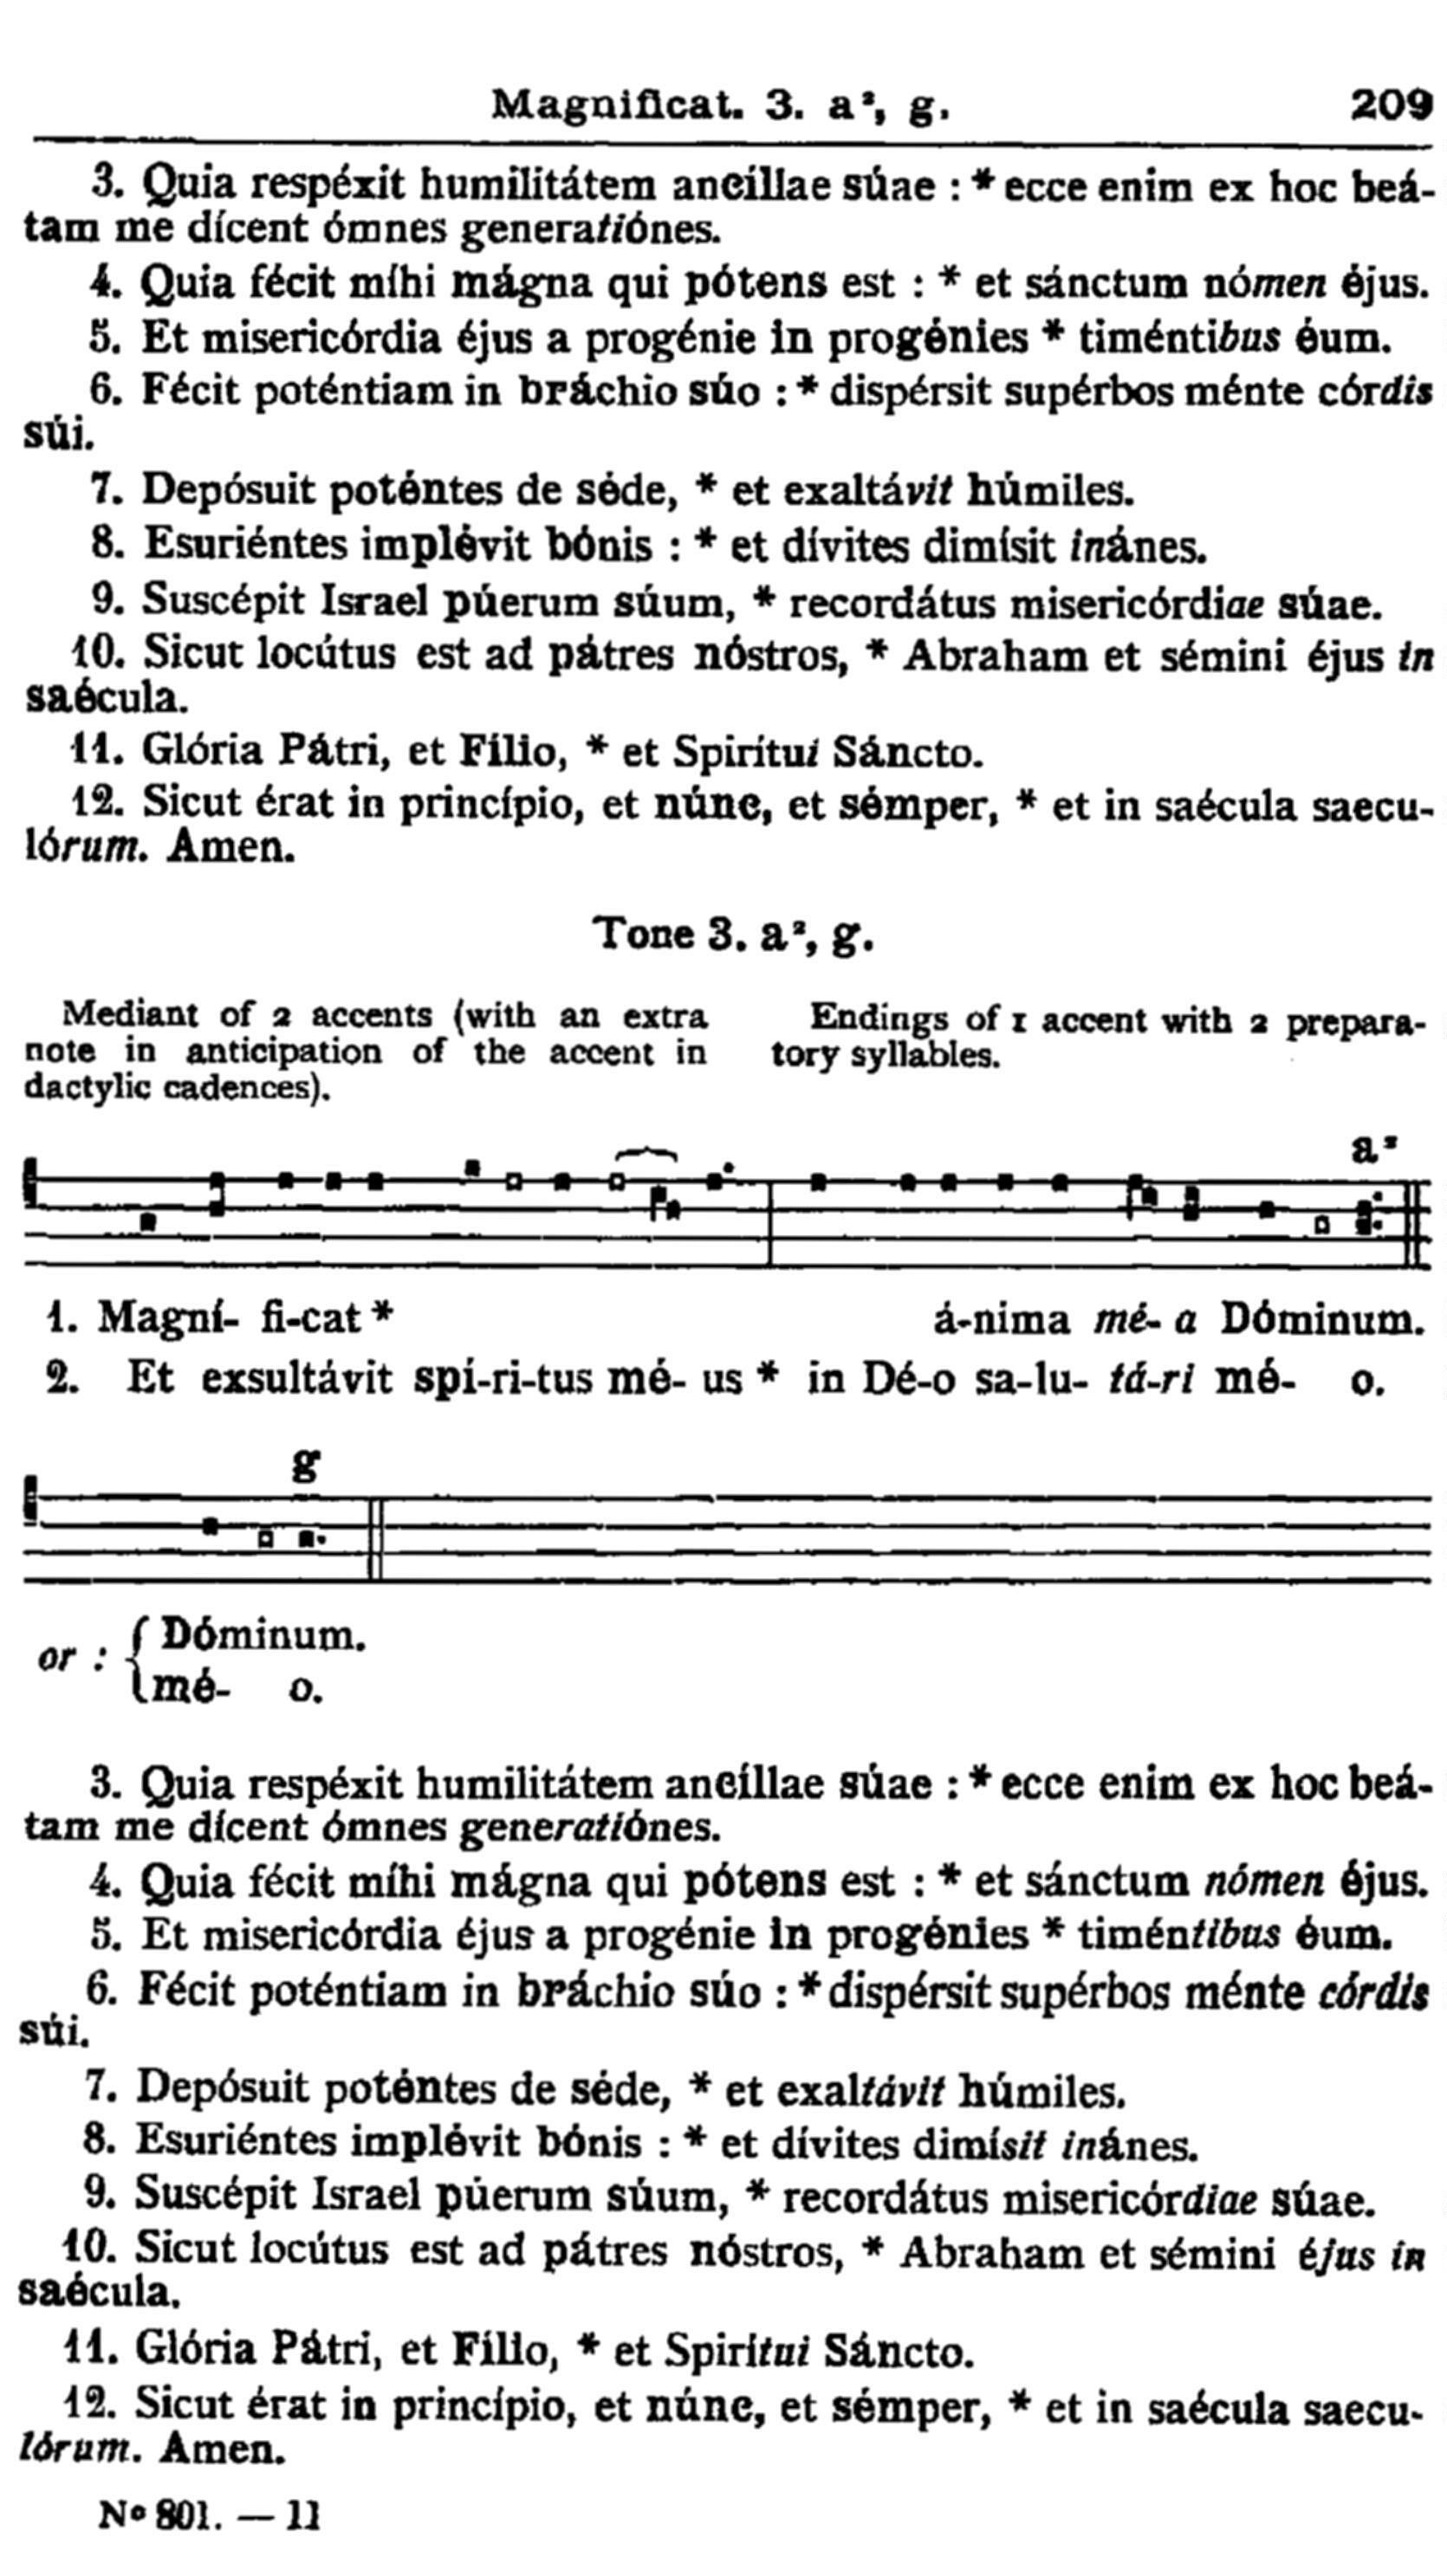 Magnificat. 3. a², g. 209
3. Quia respéxit humilitátem ancíllae súae : * ecce enim ex hoc beá-
tam me dícent ómnes generatiónes.
4. Quia fécit míhi mágna qui pótens est : * et sánctum nómen éjus.
5. Et misericórdia éjus a progénie in progénies * timéntibus éum.
6. Fécit poténtiam in bráchio súo : * dispérsit supérbos ménte córdis
súi.
7. Depósuit poténtes de séde, * et exaltávit húmiles.
8. Esuriéntes implévit bónis : * et dívites dimísit inánes.
9. Suscépit Israel púerum súum, * recordátus misericórdiae súae.
10. Sicut locútus est ad pátres nóstros, * Abraham et sémini éjus in
saécula.
11. Glória Pátri, et Fílio, * et Spirítui Sáncto.
12. Sicut érat in princípio, et núnc, et sémper, * et in saécula saecu-
lórum. Amen.
Tone 3. a², g.
Mediant of 2 accents (with an extra
note in anticipation of the accent in
dactylic cadences).
Endings of 1 accent with 2 prepara-
tory syllables.
a²
1. Magní- fi-cat * á-nima mé- a Dóminum.
2. Et exsultávit spí-ri-tus mé- us * in Dé-o sa-lu- tá-ri mé- o.
g
or : { Dóminum.
mé- o.
3. Quia respéxit humilitátem ancíllae súae : * ecce enim ex hoc beá-
tam me dícent ómnes generatiónes.
4. Quia fécit míhi mágna qui pótens est : * et sánctum nómen éjus.
5. Et misericórdia éjus a progénie in progénies * timéntibus éum.
6. Fécit poténtiam in bráchio súo : * dispérsit supérbos ménte córdis
súi.
7. Depósuit poténtes de séde, * et exaltávit húmiles.
8. Esuriéntes implévit bónis : * et dívites dimísit inánes.
9. Suscépit Israel púerum súum, * recordátus misericórdiae súae.
10. Sicut locútus est ad pátres nóstros, * Abraham et sémini éjus in
saécula.
11. Glória Pátri, et Fílio, * et Spirítui Sáncto.
12. Sicut érat in princípio, et núnc, et sémper, * et in saécula saecu-
lórum. Amen.
Nº 801. — 11